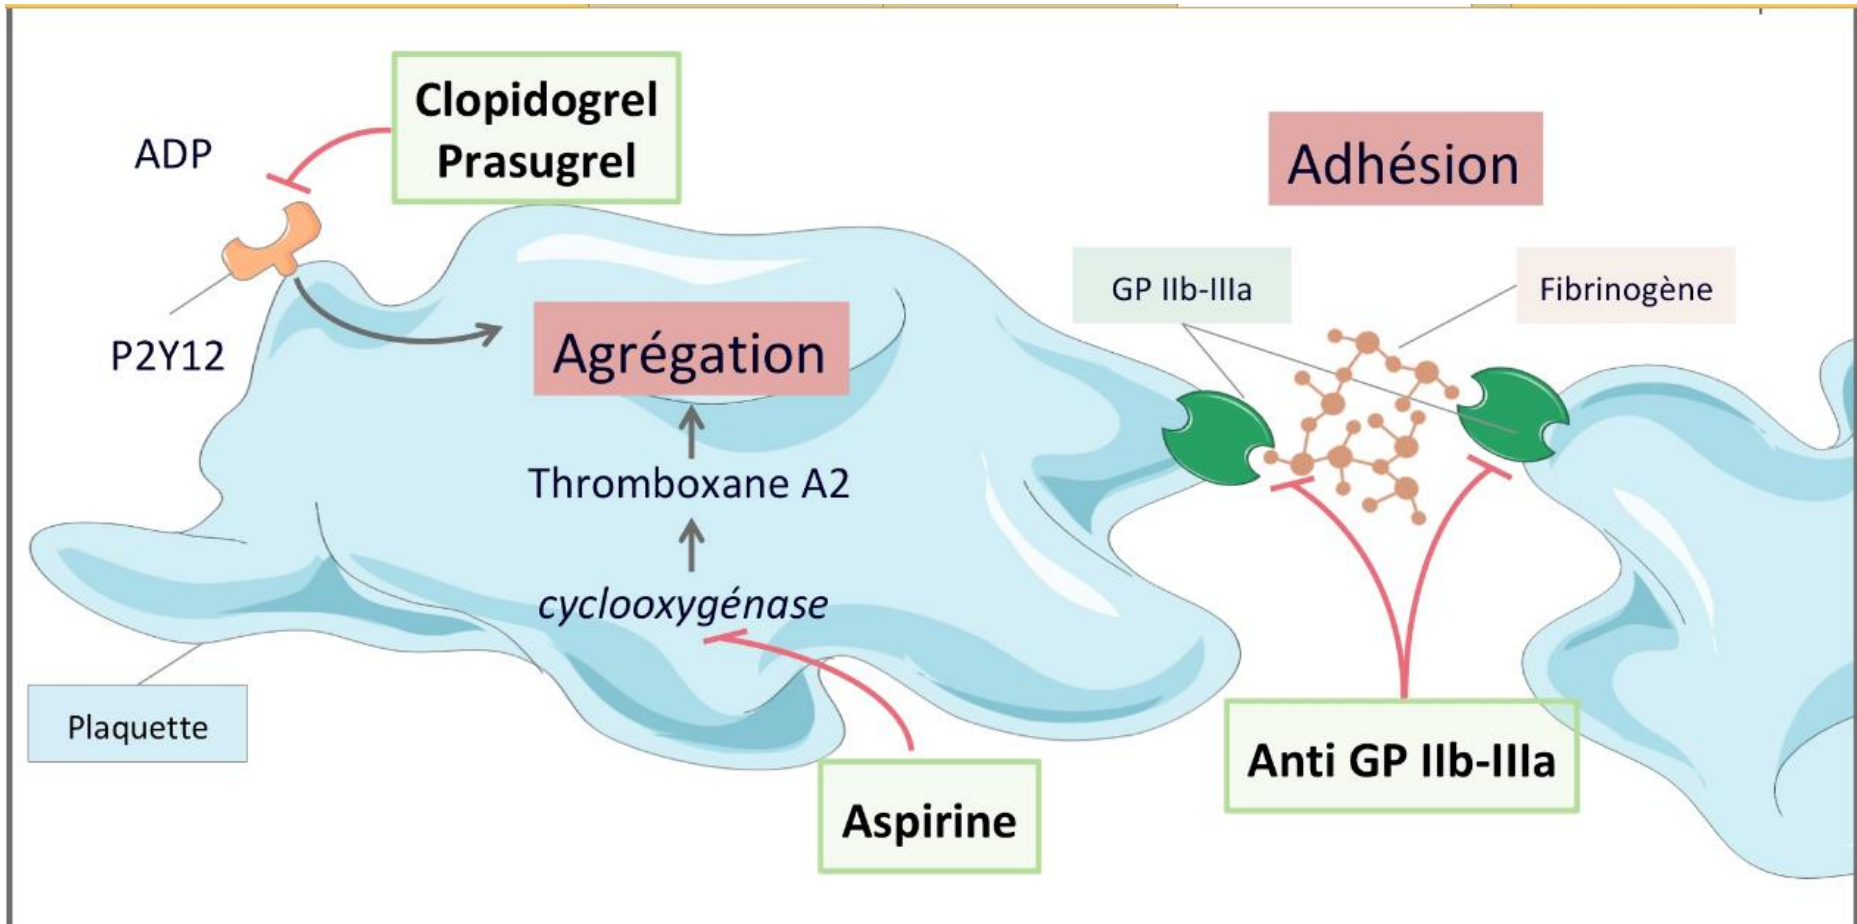 Clopidogrel
Prasugrel
ADP
Adhésion
GP IIb-IIIa
Fibrinogène
P2Y12
Agrégation
Thromboxane A2
cyclooxygénase
Plaquette
Anti GP IIb-IIIa
Aspirine